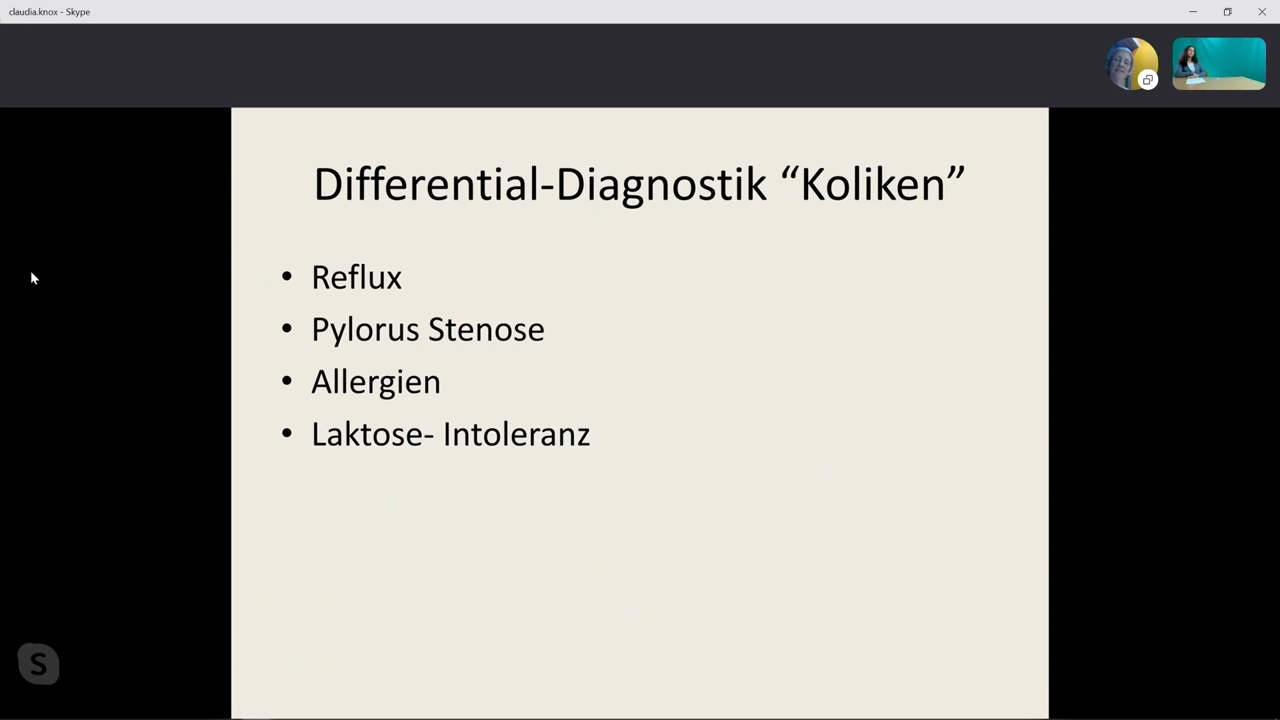 claudia.knox - Skype
Differential-Diagnostik “Koliken”
• Reflux
• Pylorus Stenose
• Allergien
• Laktose- Intoleranz
S